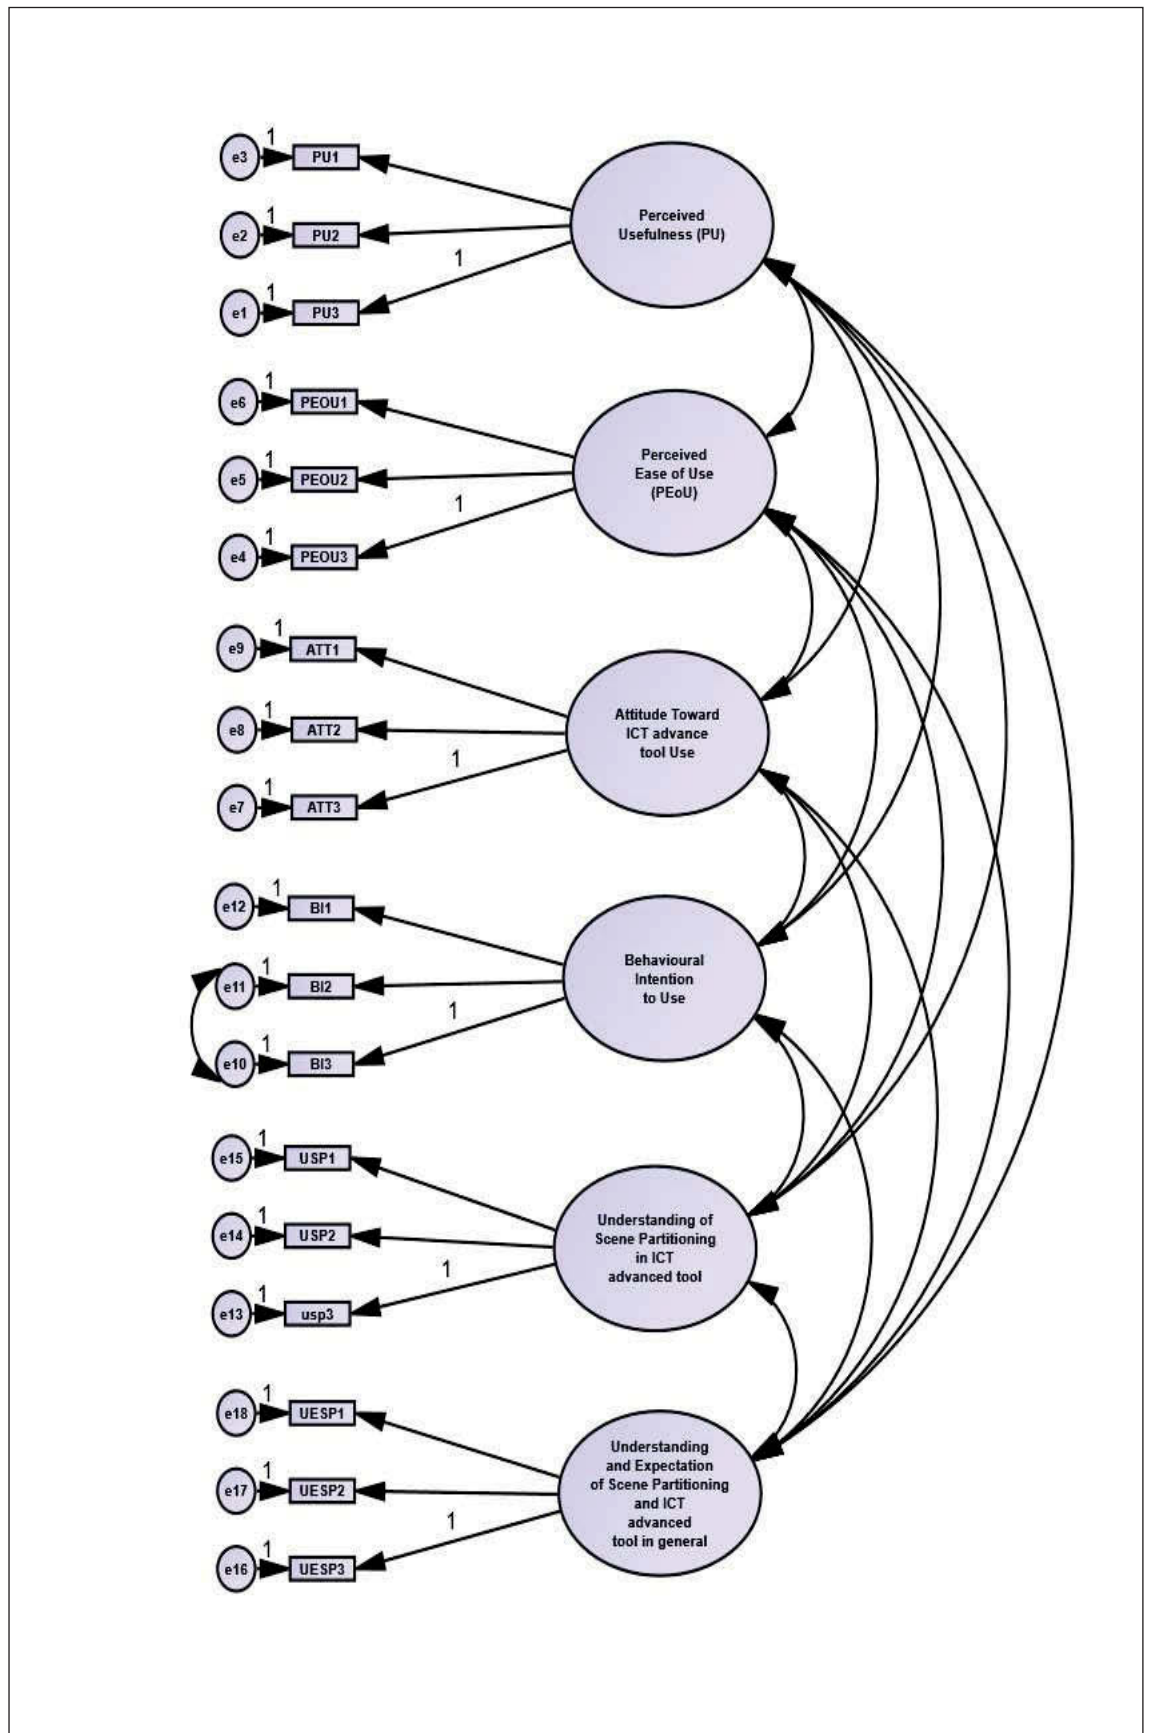 1
e3
PU1
1
e2
PU2
1
e1
PU3
1
Perceived
Usefulness (PU)
1
e6
PEOU1
1
e5
PEOU2
1
e4
PEOU3
1
Perceived
Ease of Use
(PEoU)
1
e9
ATT1
1
e8
ATT2
1
e7
ATT3
1
Attitude Toward
ICT advance
tool Use
1
e12
BI1
1
e11
BI2
1
e10
BI3
1
Behavioural
Intention
to Use
1
e15
USP1
1
e14
USP2
1
e13
usp3
1
Understanding of
Scene Partitioning
in ICT
advanced tool
1
e18
UESP1
1
e17
UESP2
1
e16
UESP3
1
Understanding
and Expectation
of Scene Partitioning
and ICT
advanced
tool in general